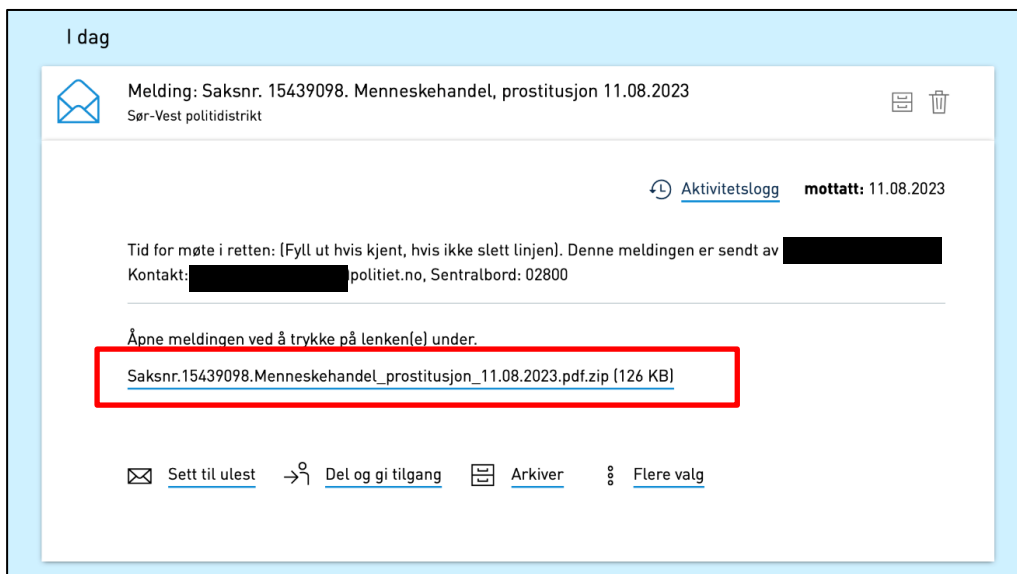 I dag
Melding: Saksnr. 15439098. Menneskehandel, prostitusjon 11.08.2023
Sør-Vest politidistrikt
Aktivitetslogg mottatt: 11.08.2023
Tid for møte i retten: (Fyll ut hvis kjent, hvis ikke slett linjen). Denne meldingen er sendt av
Kontakt: politiet.no, Sentralbord: 02800
Åpne meldingen ved å trykke på lenken(e) under.
Saksnr.15439098.Menneskehandel_prostitusjon_11.08.2023.pdf.zip (126 KB)
Sett til ulest Del og gi tilgang Arkiver Flere valg